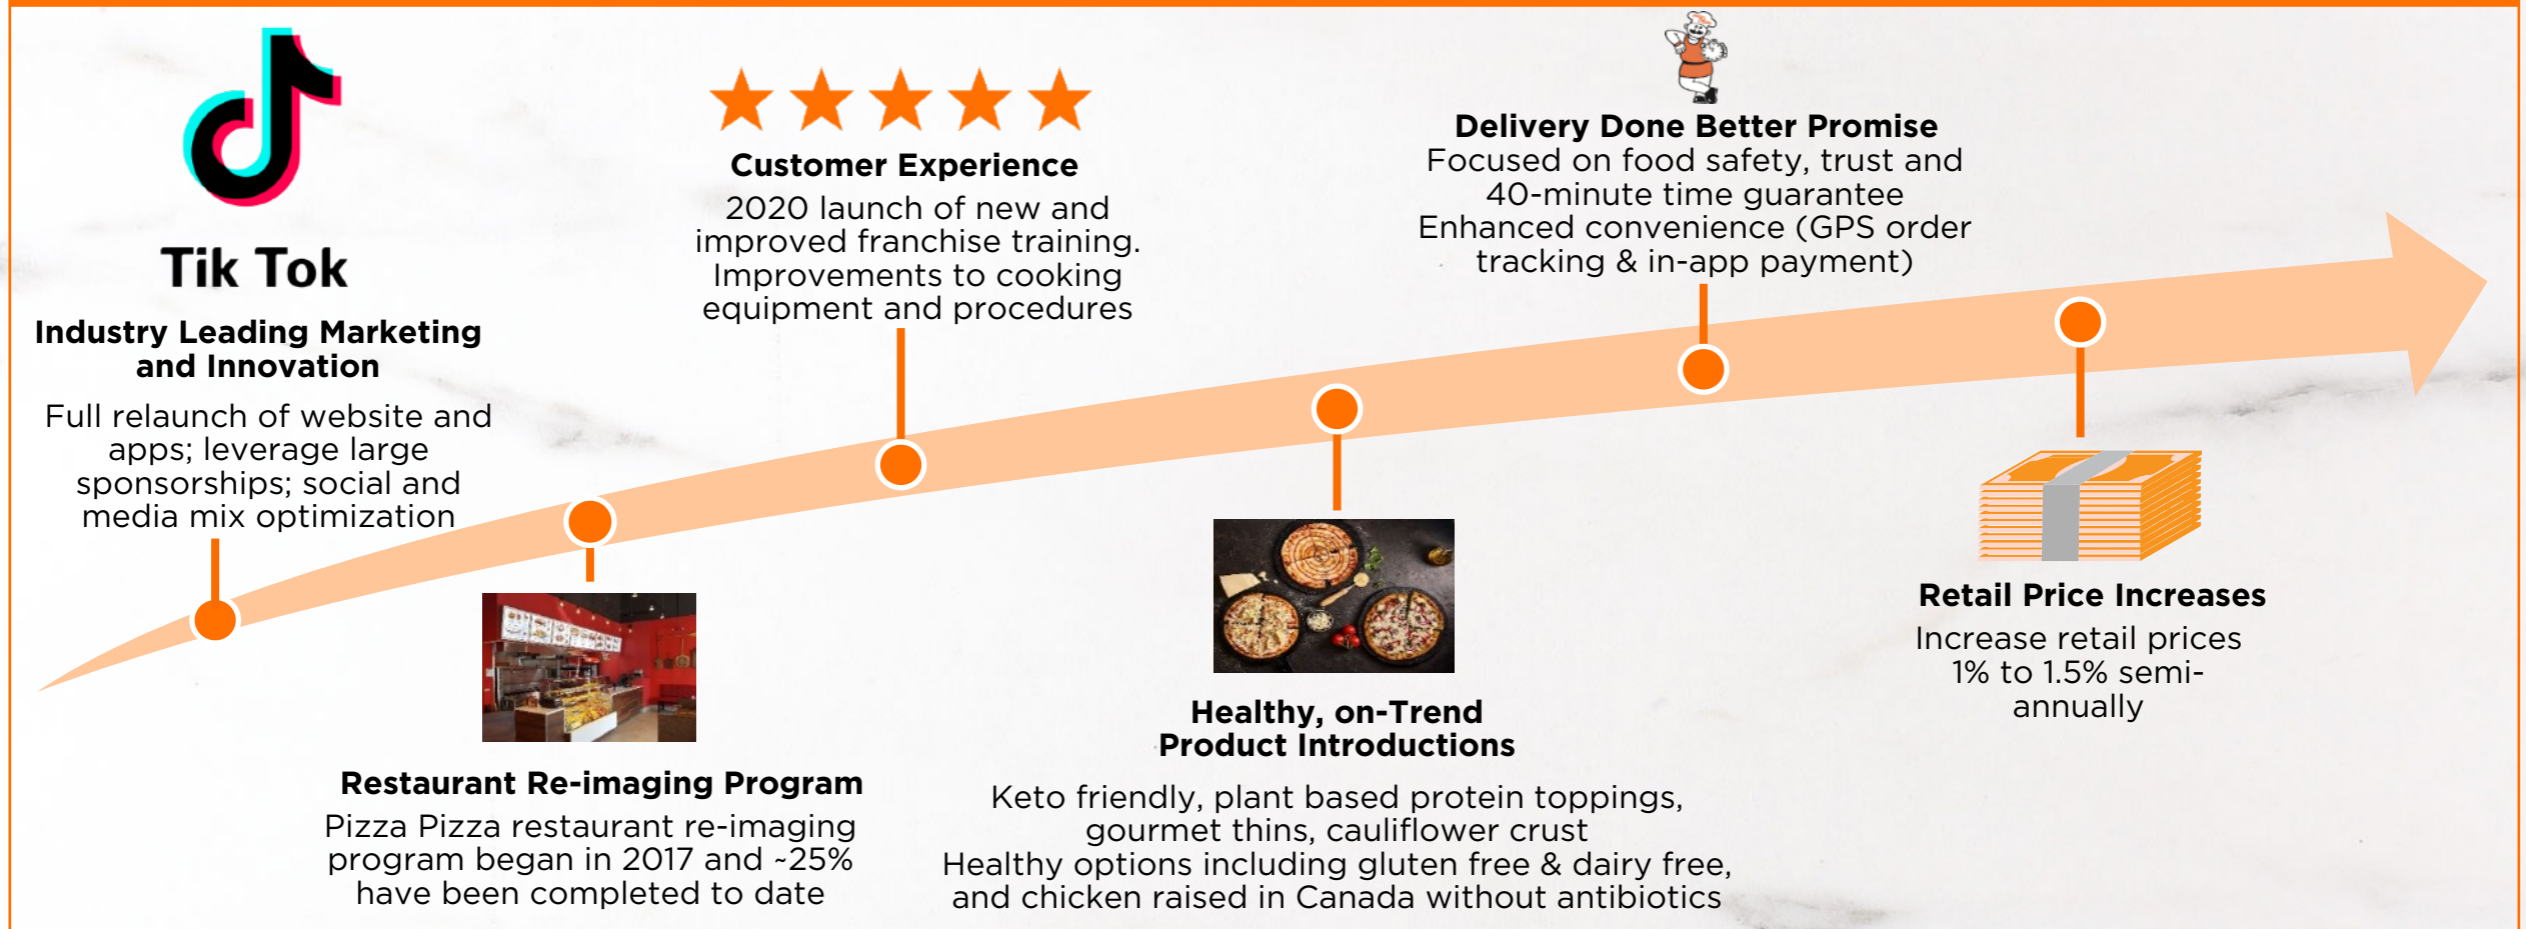 Tik Tok
Industry Leading Marketing
and Innovation
Full relaunch of website and
apps; leverage large
sponsorships; social and
media mix optimization
Restaurant Re-imaging Program
Pizza Pizza restaurant re-imaging
program began in 2017 and ~25%
have been completed to date
Customer Experience
2020 launch of new and
improved franchise training.
Improvements to cooking
equipment and procedures
Healthy, on-Trend
Product Introductions
Keto friendly, plant based protein toppings,
gourmet thins, cauliflower crust
Healthy options including gluten free & dairy free,
and chicken raised in Canada without antibiotics
Delivery Done Better Promise
Focused on food safety, trust and
40-minute time guarantee
Enhanced convenience (GPS order
tracking & in-app payment)
Retail Price Increases
Increase retail prices
1% to 1.5% semi-
annually